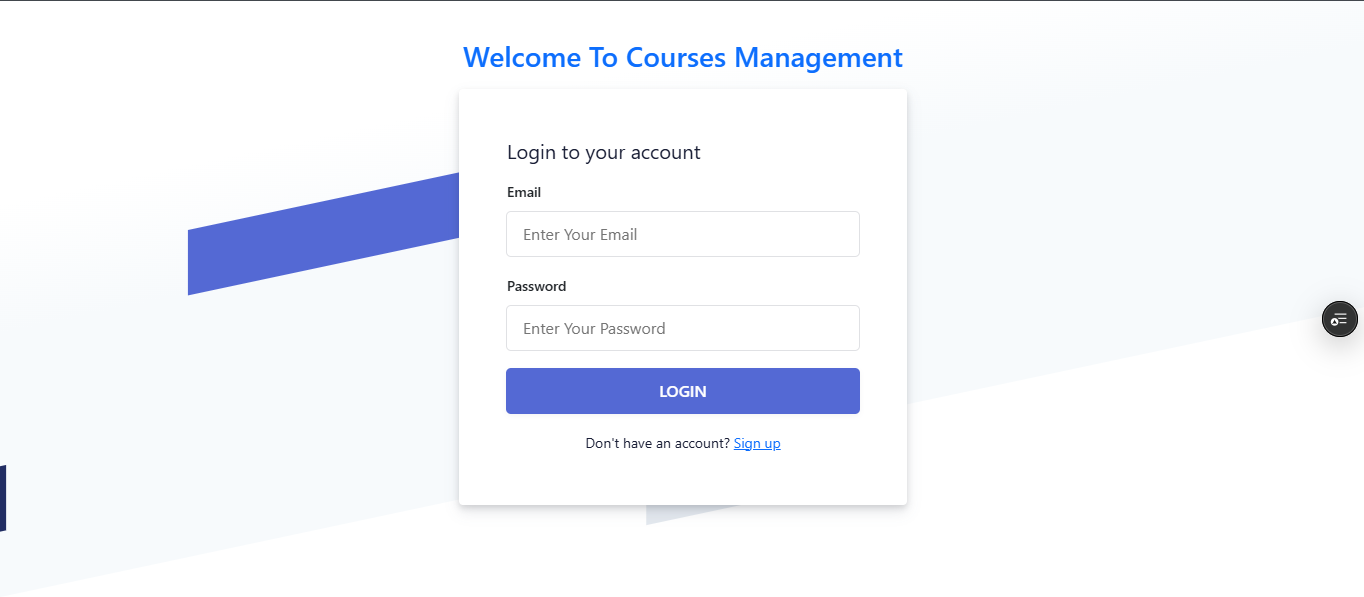 Welcome To Courses Management
Login to your account
Email
Enter Your Email
Password
Enter Your Password
LOGIN
Don't have an account? Sign up